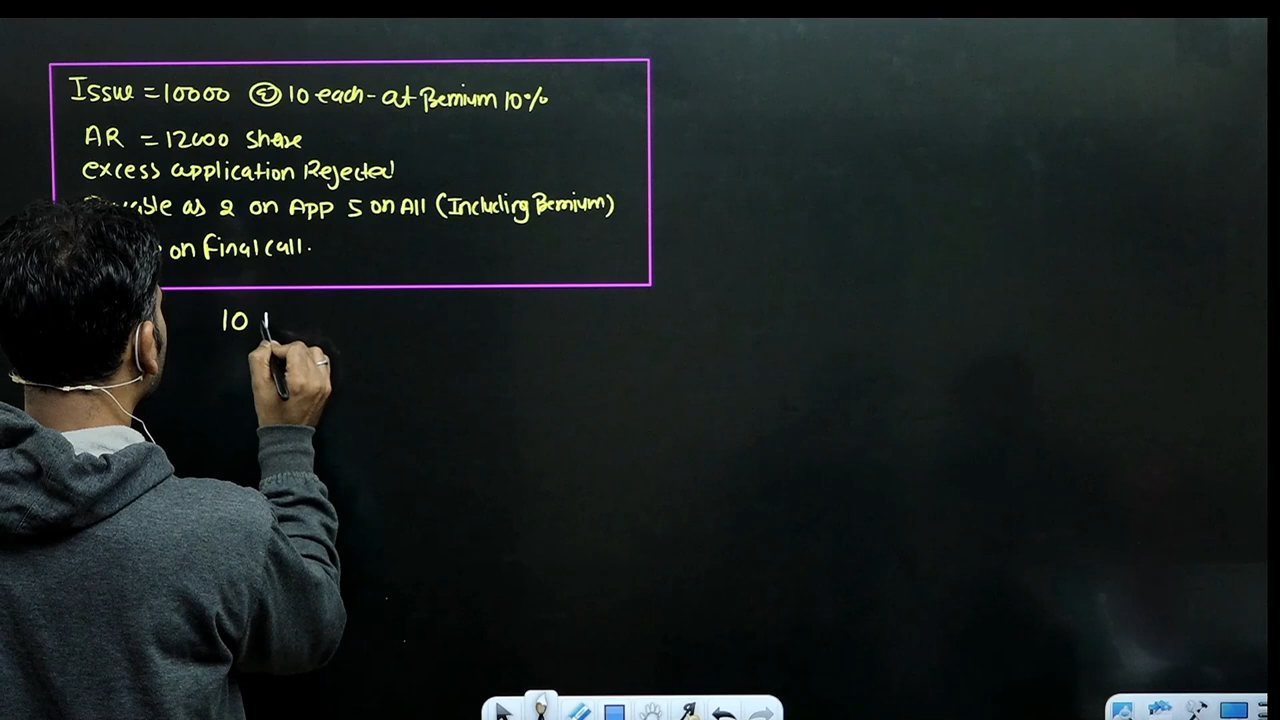 Issue = 10000 @ 10 each - at Premium 10%
AR = 12000 Share
excess application Rejected
as 2 on App 5 on All (Including Premium)
on final call.
10